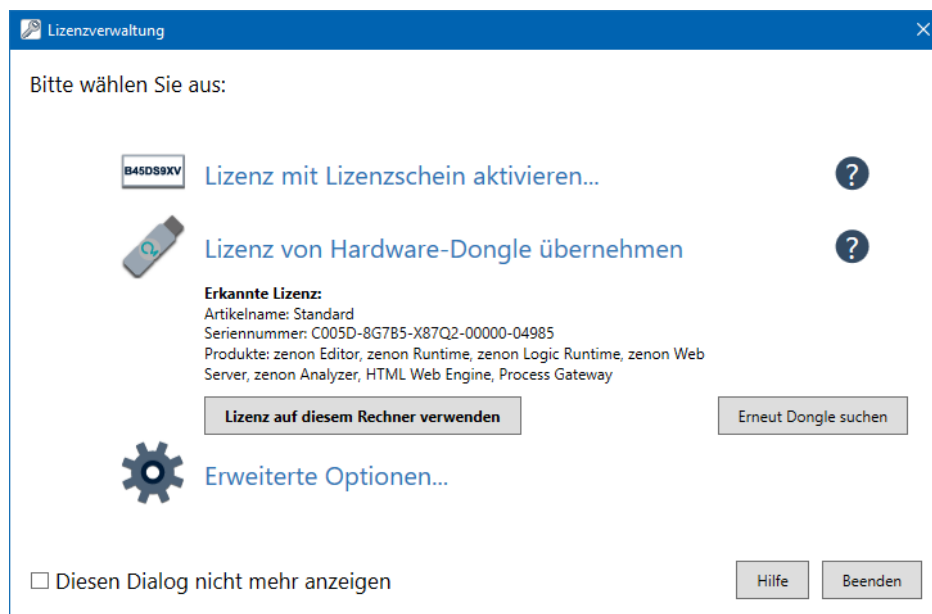 Lizenzverwaltung
Bitte wählen Sie aus:
B45DS9XV
Lizenz mit Lizenzschein aktivieren...
?
Lizenz von Hardware-Dongle übernehmen
?
Erkannte Lizenz:
Artikelname: Standard
Seriennummer: C005D-8G7B5-X87Q2-00000-04985
Produkte: zenon Editor, zenon Runtime, zenon Logic Runtime, zenon Web
Server, zenon Analyzer, HTML Web Engine, Process Gateway
Lizenz auf diesem Rechner verwenden
Erneut Dongle suchen
Erweiterte Optionen...
Diesen Dialog nicht mehr anzeigen
Hilfe
Beenden